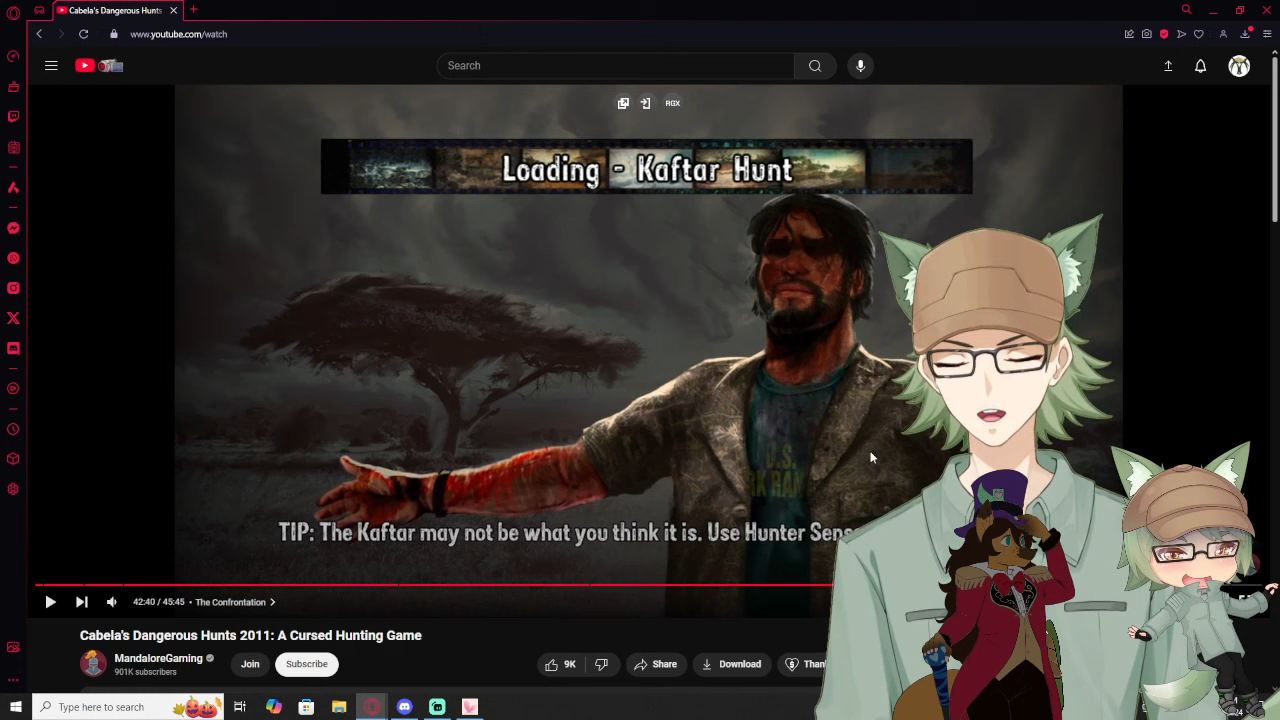 Cabela's Dangerous Hunts
www.youtube.com/watch
Search
RGX
Loading - Kaftar Hunt
U.S.
TIP: The Kaftar may not be what you think it is. Use Hunter
42:40 / 45:45 • The Confrontation
Cabela's Dangerous Hunts 2011: A Cursed Hunting Game
MandaloreGaming
901K subscribers
Join
Subscribe
9K
Share
Download
Type here to search